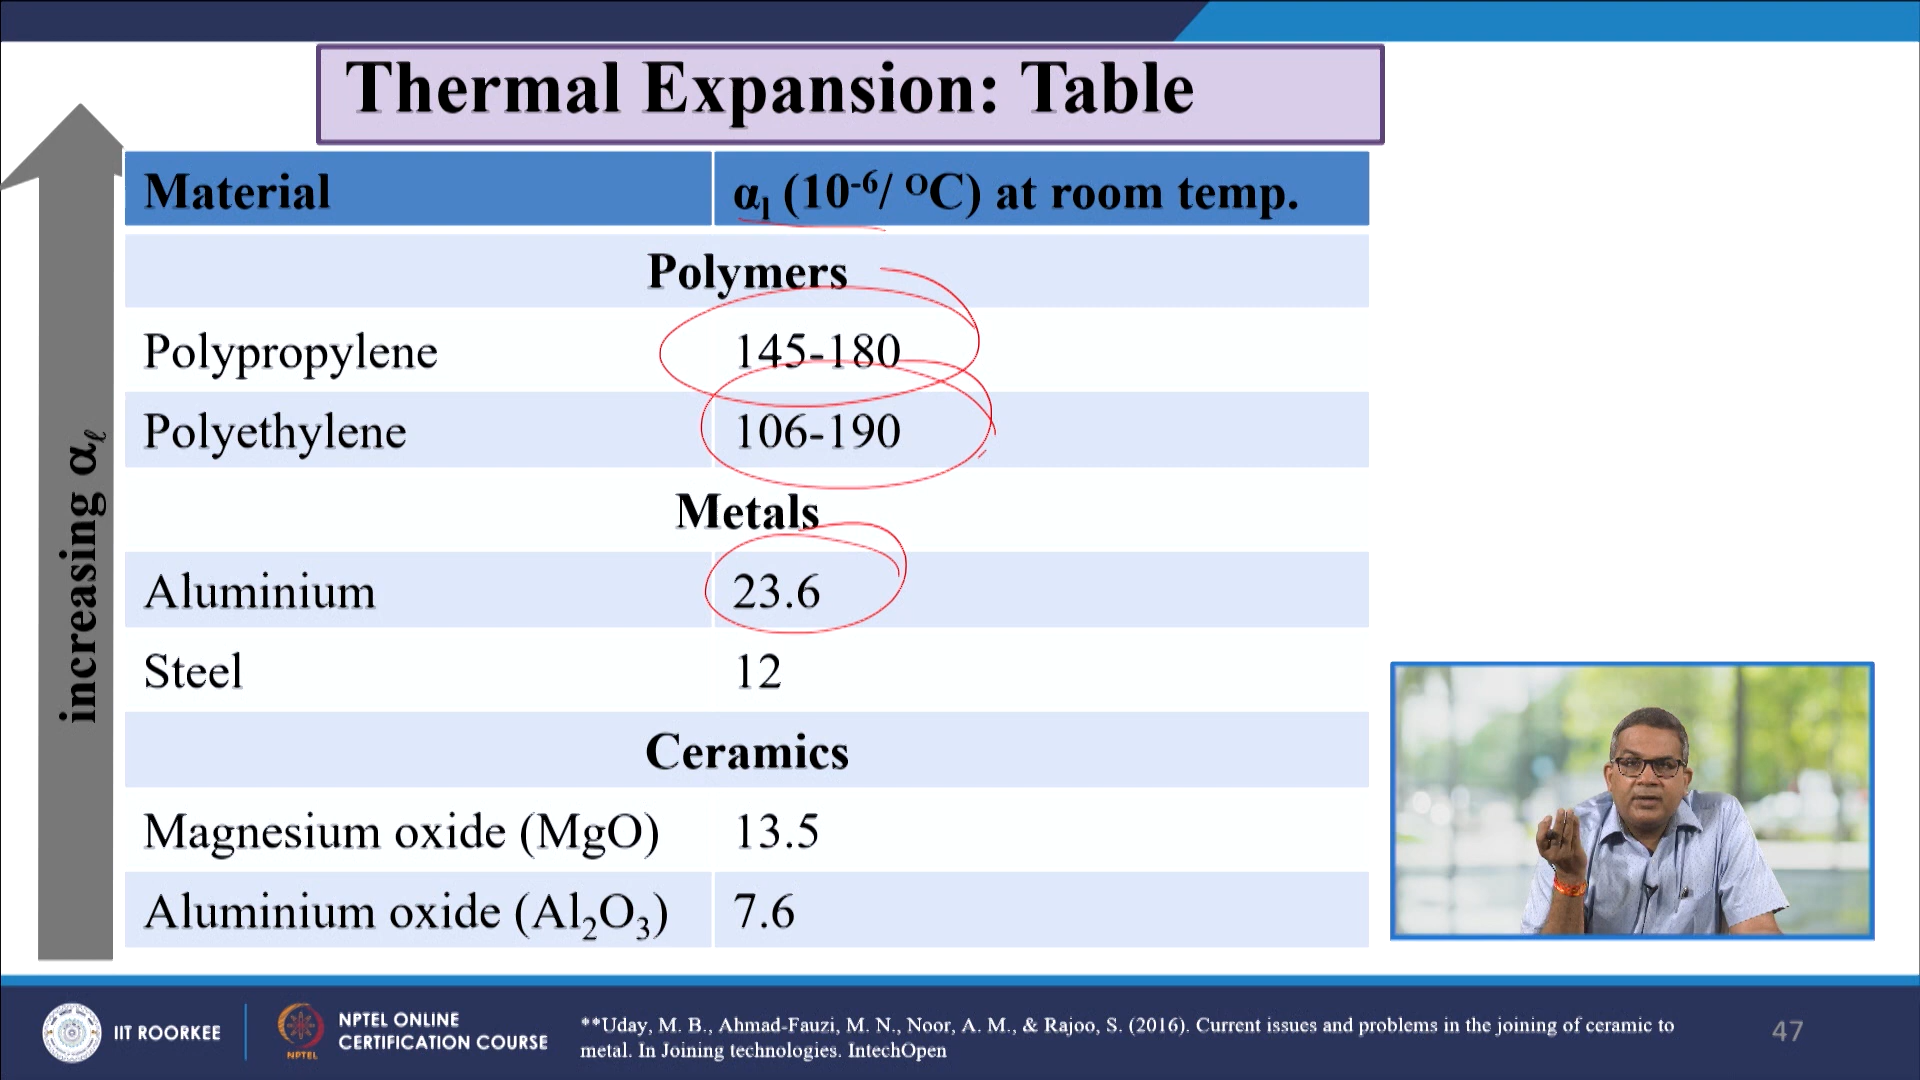 Thermal Expansion: Table
Material
αl (10-6/ OC) at room temp.
Polymers
Polypropylene
145-180
Polyethylene
106-190
Metals
Aluminium
23.6
Steel
12
Ceramics
Magnesium oxide (MgO)
13.5
Aluminium oxide (Al2O3)
7.6
increasing αℓ
IIT ROORKEE
NPTEL
NPTEL ONLINE
CERTIFICATION COURSE
**Uday, M. B., Ahmad-Fauzi, M. N., Noor, A. M., & Rajoo, S. (2016). Current issues and problems in the joining of ceramic to
metal. In Joining technologies. IntechOpen
47